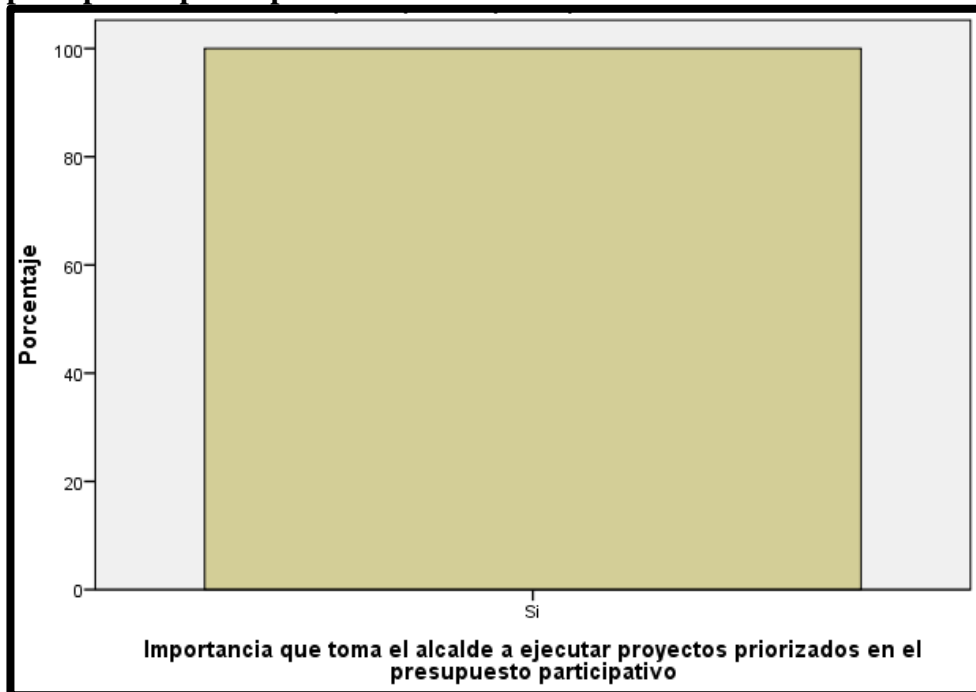 100
80
60
40
20
0
Porcentaje
Si
Importancia que toma el alcalde a ejecutar proyectos priorizados en el
presupuesto participativo